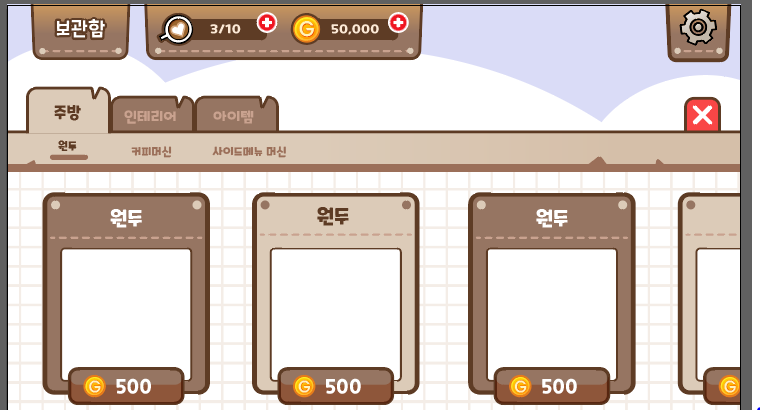 보관함
3/10
G 50,000
주방 인테리어 아이템
원두 커피머신 사이드메뉴 머신
원두 원두 원두
G 500 G 500 G 500 G